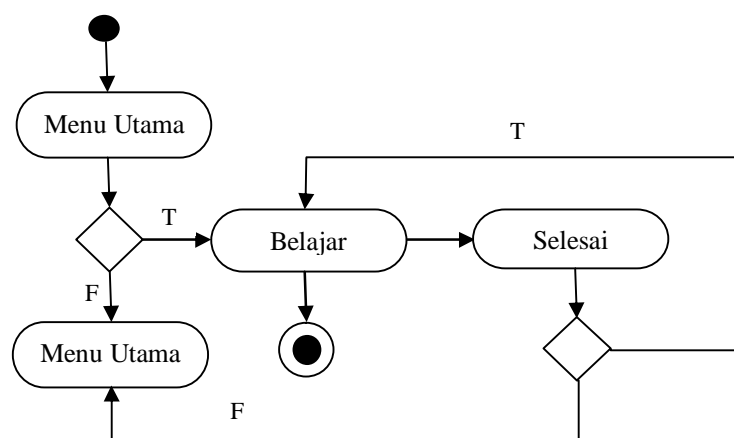 Menu Utama
T
T
Belajar
Selesai
F
Menu Utama
F